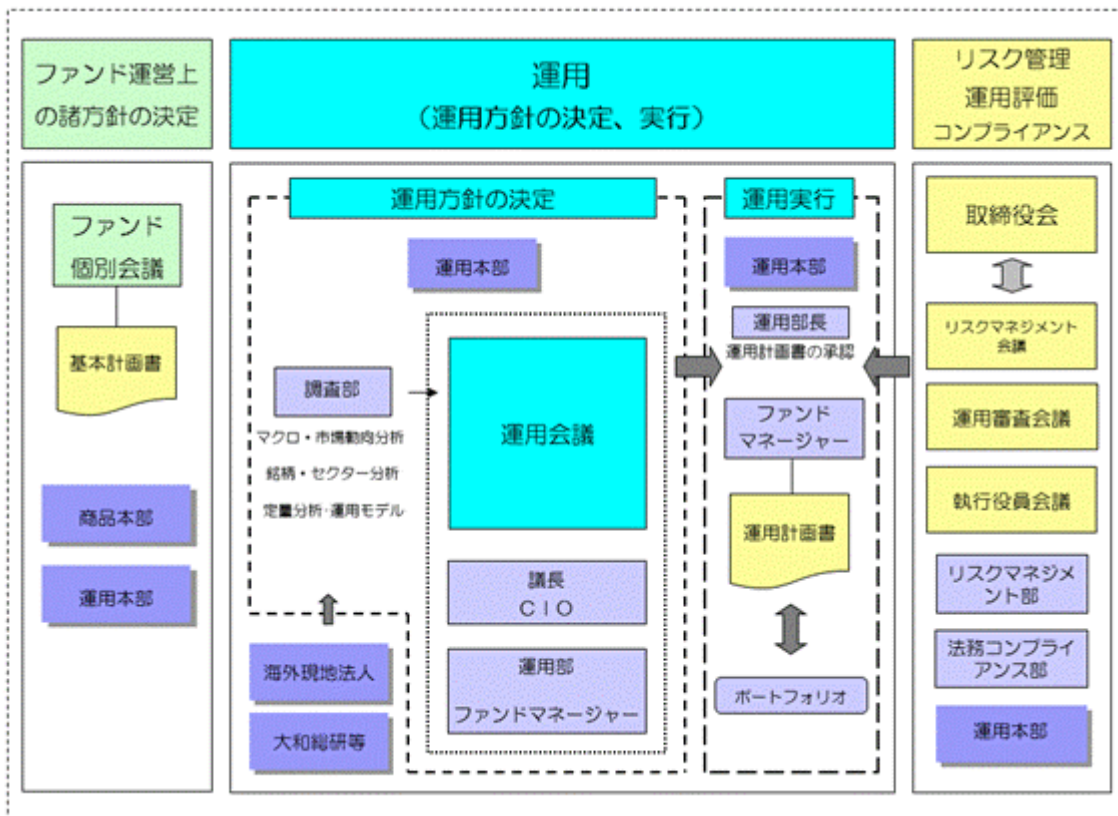 ファンド運営上
の諸方針の決定
ファンド
個別会議
基本計画書
商品本部
運用本部
運用
（運用方針の決定、実行）
運用方針の決定
運用本部
調査部
マクロ・市場動向分析
銘柄・セクター分析
定量分析・運用モデル
海外現地法人
大和総研等
運用会議
議長
ＣＩＯ
運用部
ファンドマネージャー
運用実行
運用本部
運用部長
運用計画書の承認
ファンド
マネージャー
運用計画書
ポートフォリオ
リスク管理
運用評価
コンプライアンス
取締役会
リスクマネジメント
会議
運用審査会議
執行役員会議
リスクマネジメ
ント部
法務コンプライ
アンス部
運用本部